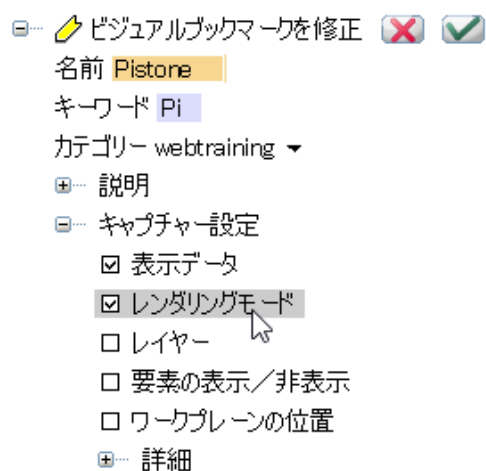 ビジュアルブックマークを修正
名前 Pistone
キーワード Pi
カテゴリー webtraining
説明
キャプチャー設定
表示データ
レンダリングモード
レイヤー
要素の表示／非表示
ワークプレーンの位置
詳細